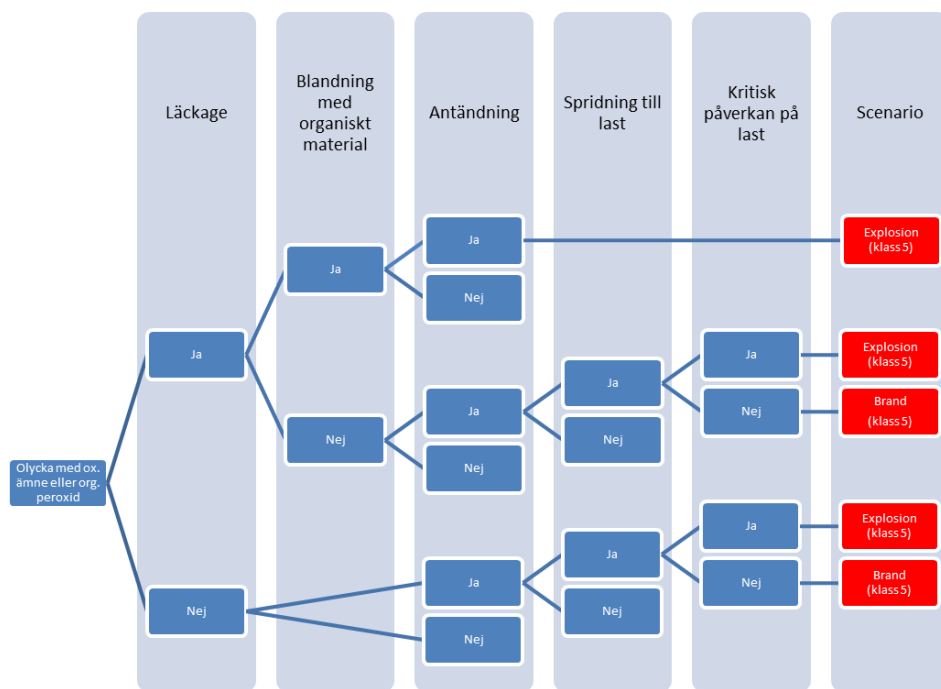 Läckage
Blandning
med
organiskt
material
Antändning
Spridning till
last
Kritisk
påverkan på
last
Scenario
Ja
Explosion
(klass 5)
Ja
Nej
Ja
Ja
Explosion
(klass 5)
Ja
Ja
Nej
Brand
(klass 5)
Nej
Nej
Nej
Olycka med ox.
ämne eller org.
peroxid
Ja
Explosion
(klass 5)
Ja
Ja
Nej
Brand
(klass 5)
Nej
Nej
Nej